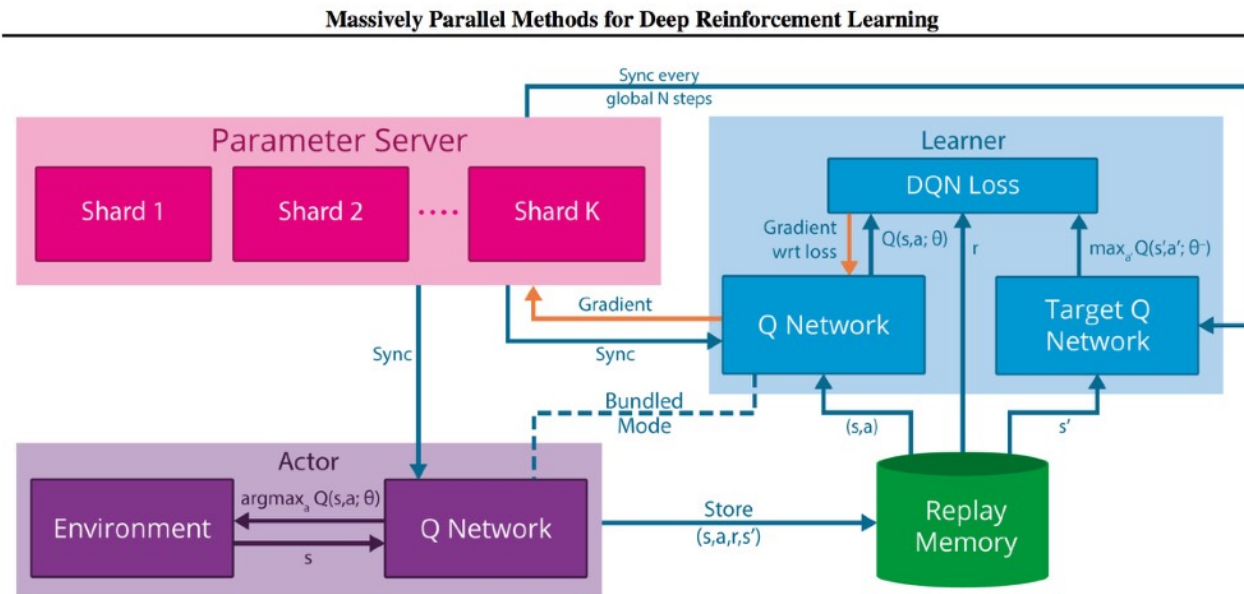 Massively Parallel Methods for Deep Reinforcement Learning
Sync every
global N steps
Parameter Server
Shard 1
Shard 2
....
Shard K
Learner
DQN Loss
Gradient
wrt loss
Q(s,a; θ)
r
maxₐ' Q(s',a'; θ⁻)
Q Network
Target Q
Network
Gradient
Sync
Sync
Bundled
Mode
(s,a)
s'
Actor
Environment
argmaxₐ Q(s,a; θ)
s
Q Network
Store
(s,a,r,s')
Replay
Memory